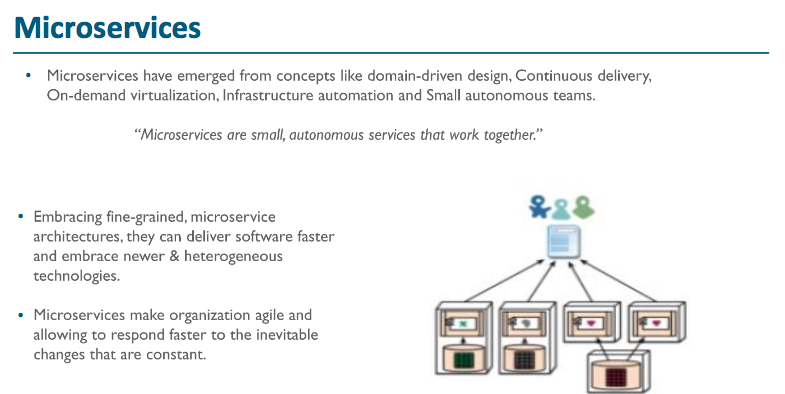 Microservices
• Microservices have emerged from concepts like domain-driven design, Continuous delivery,
On-demand virtualization, Infrastructure automation and Small autonomous teams.
“Microservices are small, autonomous services that work together.”
• Embracing fine-grained, microservice
architectures, they can deliver software faster
and embrace newer & heterogeneous
technologies.
• Microservices make organization agile and
allowing to respond faster to the inevitable
changes that are constant.